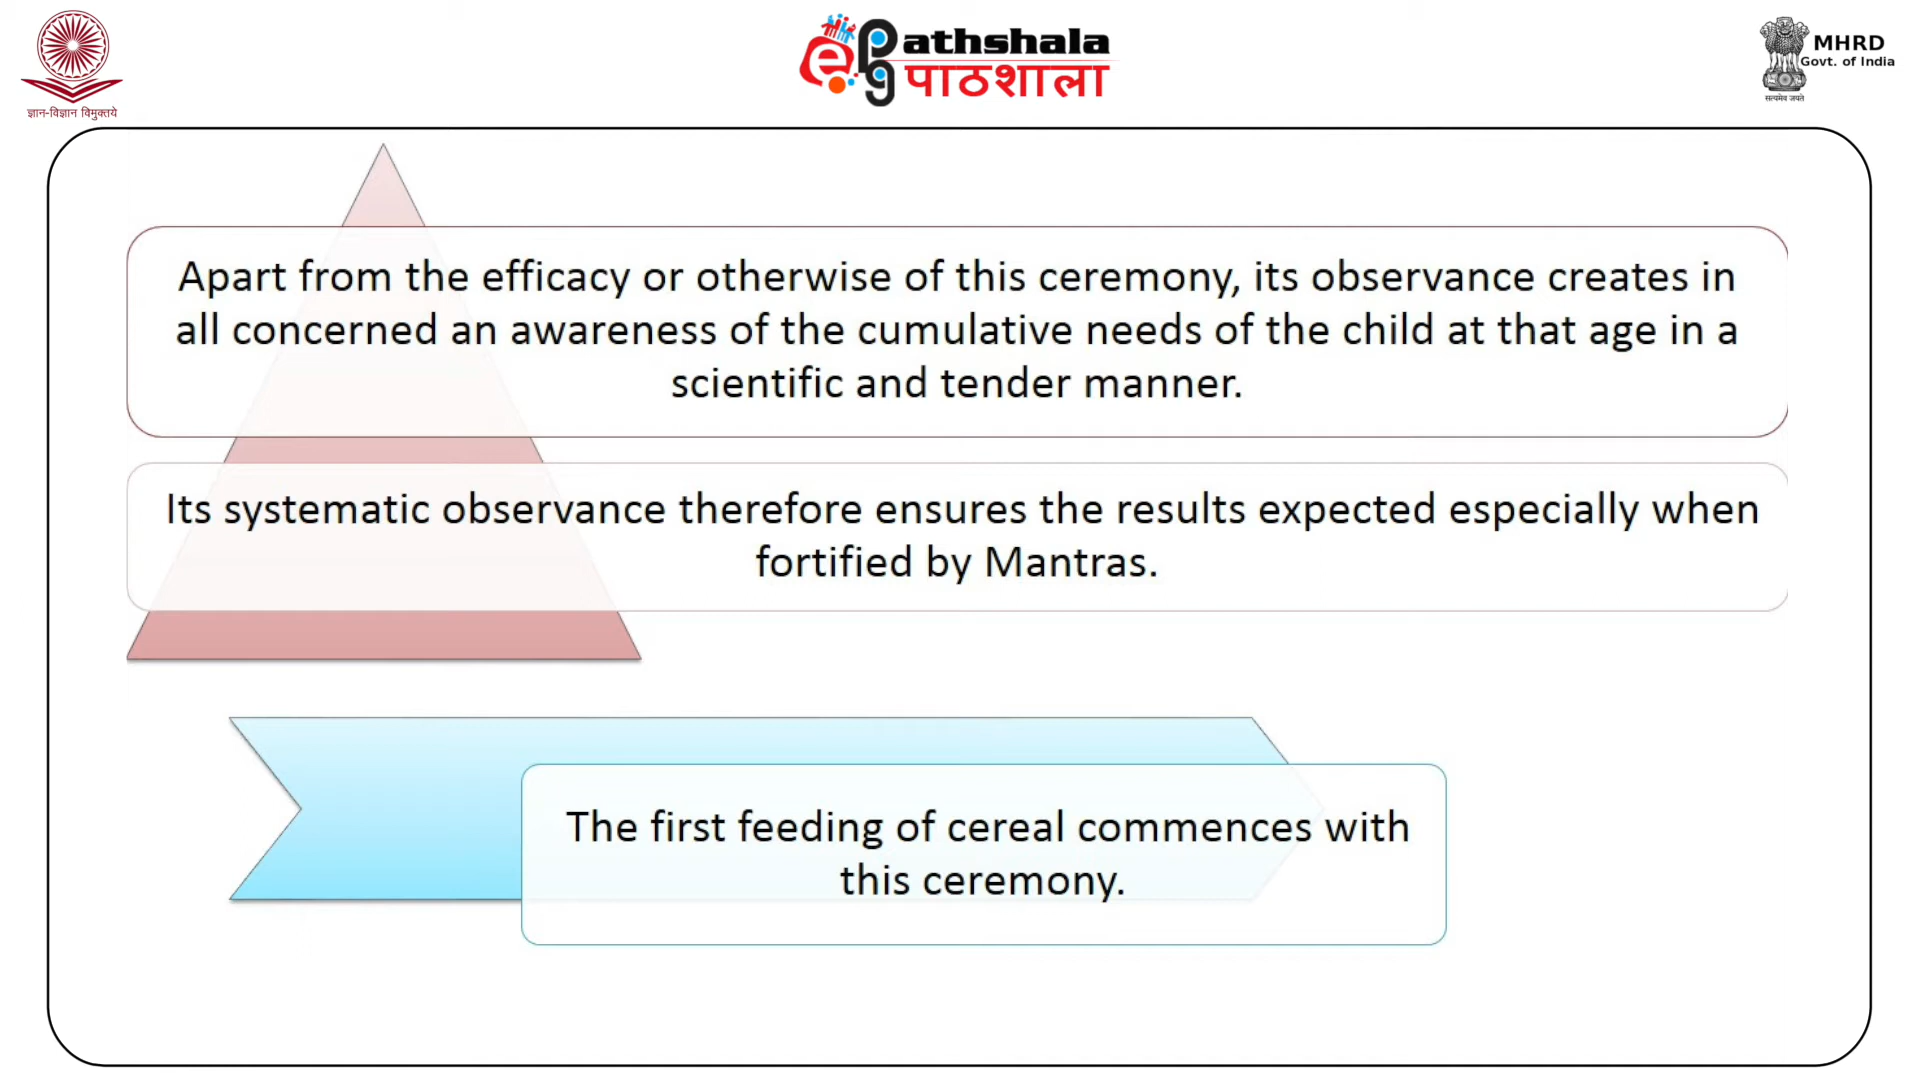 ज्ञान-विज्ञान विमुक्तये
e pg athshala
पाठशाला
MHRD
Govt. of India
सत्यमेव जयते
Apart from the efficacy or otherwise of this ceremony, its observance creates in
all concerned an awareness of the cumulative needs of the child at that age in a
scientific and tender manner.
Its systematic observance therefore ensures the results expected especially when
fortified by Mantras.
The first feeding of cereal commences with
this ceremony.